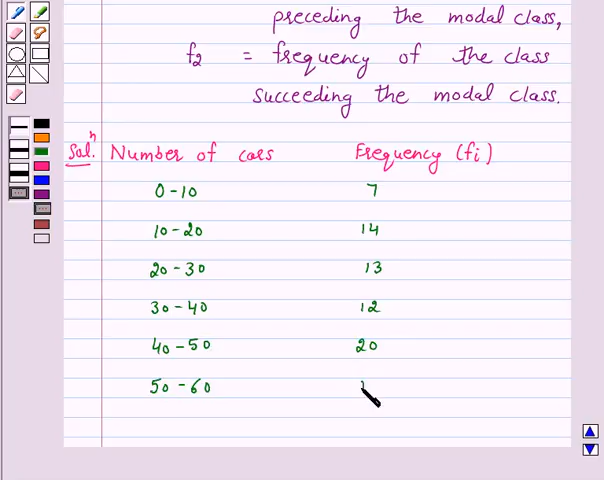 preceding the modal class,
f2 = frequency of the class
succeeding the modal class.
Solⁿ. Number of cars Frequency (fi)
0-10 7
10-20 14
20-30 13
30-40 12
40-50 20
50-60